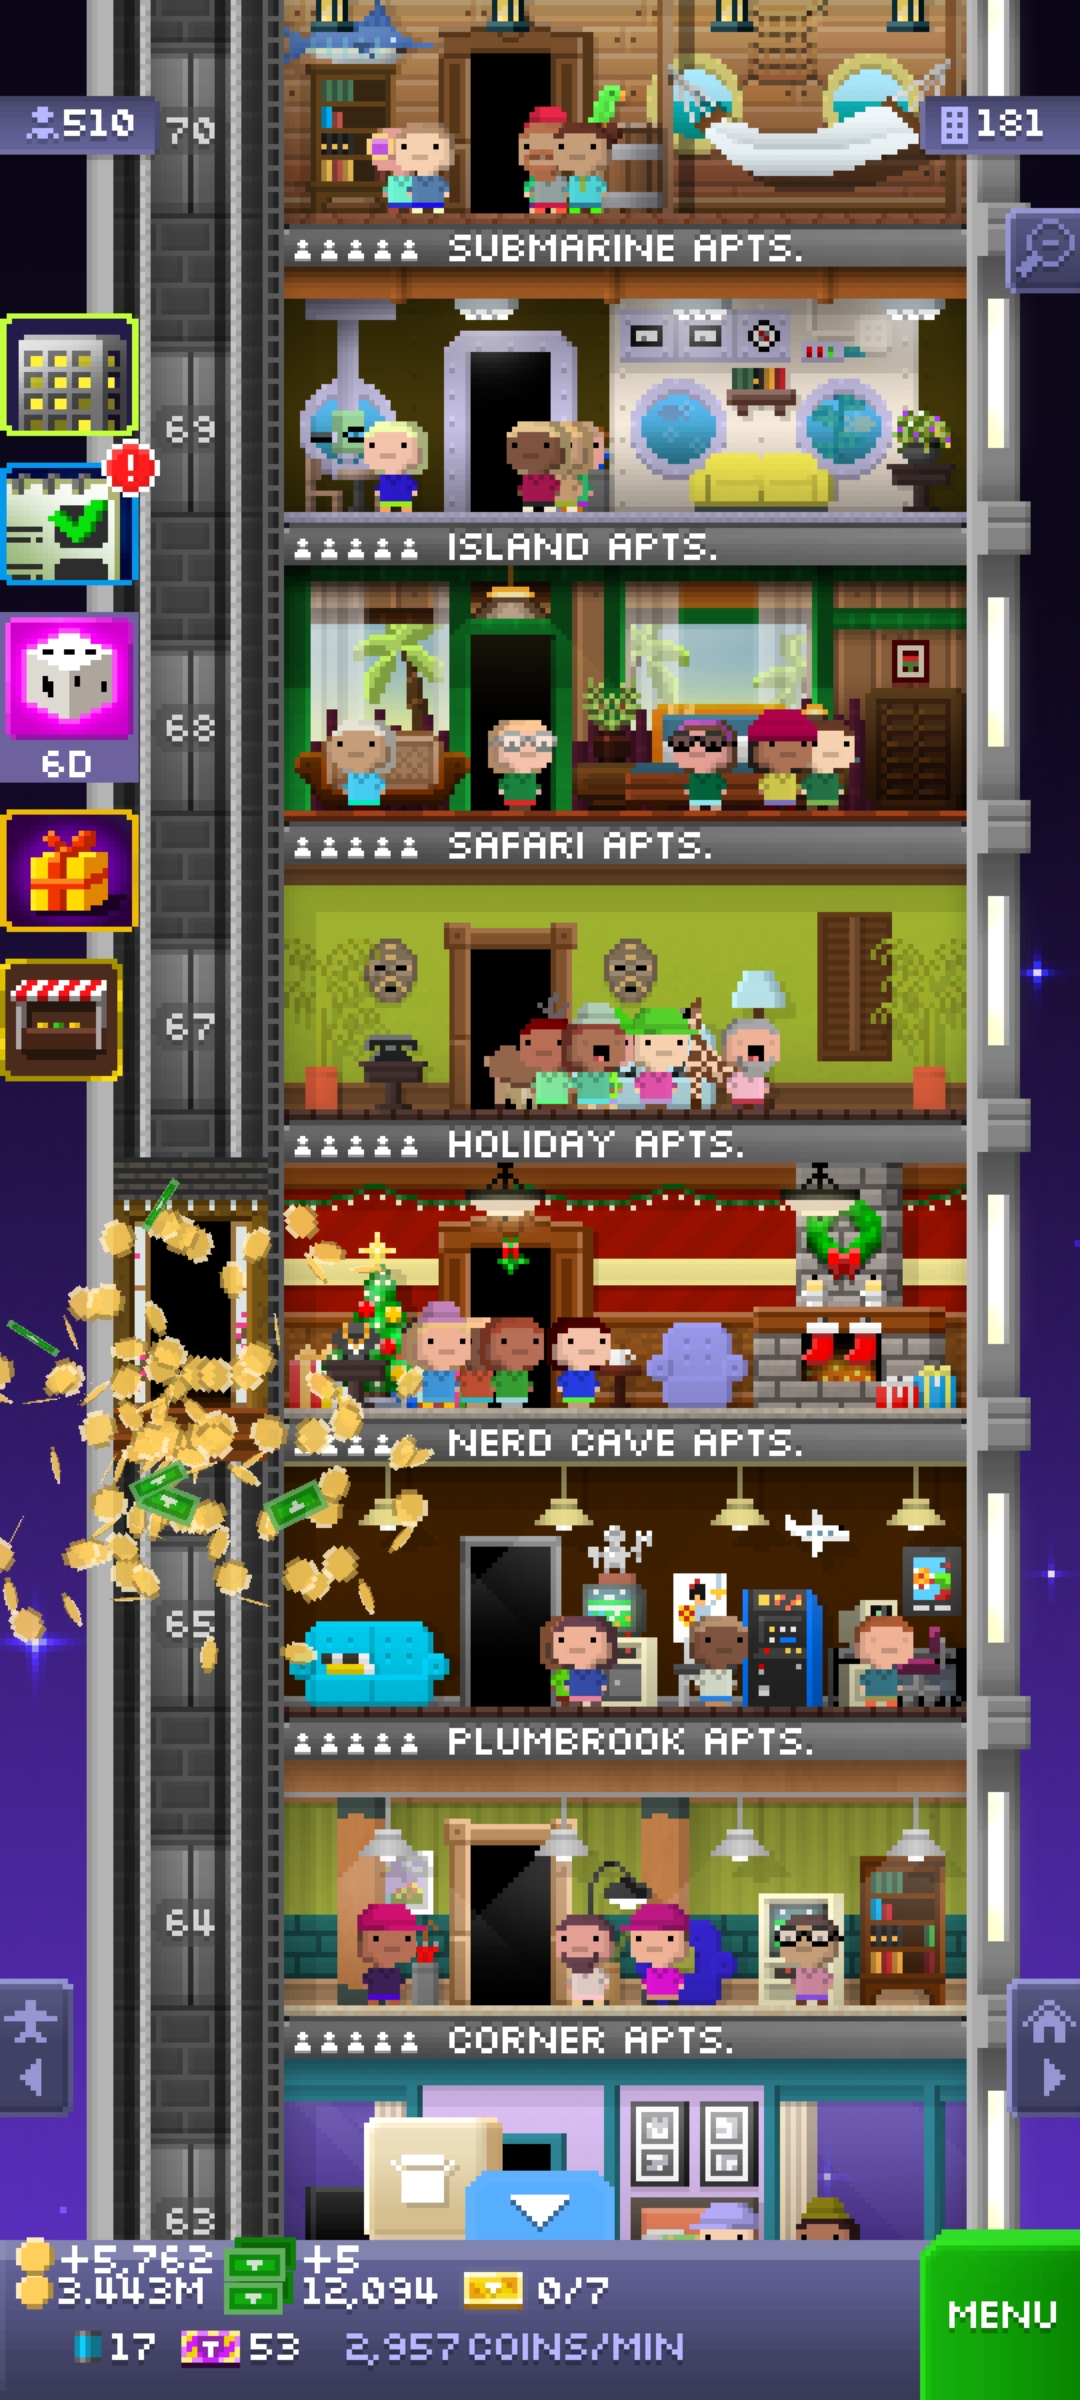 510
70
181
SUBMARINE APTS.
69
ISLAND APTS.
68
6D
SAFARI APTS.
67
HOLIDAY APTS.
NERD CAVE APTS.
65
PLUMBROOK APTS.
64
CORNER APTS.
63
+5,762 +5
3.443M 12,094 0/7
MENU
17 53 2,957 COINS/MIN